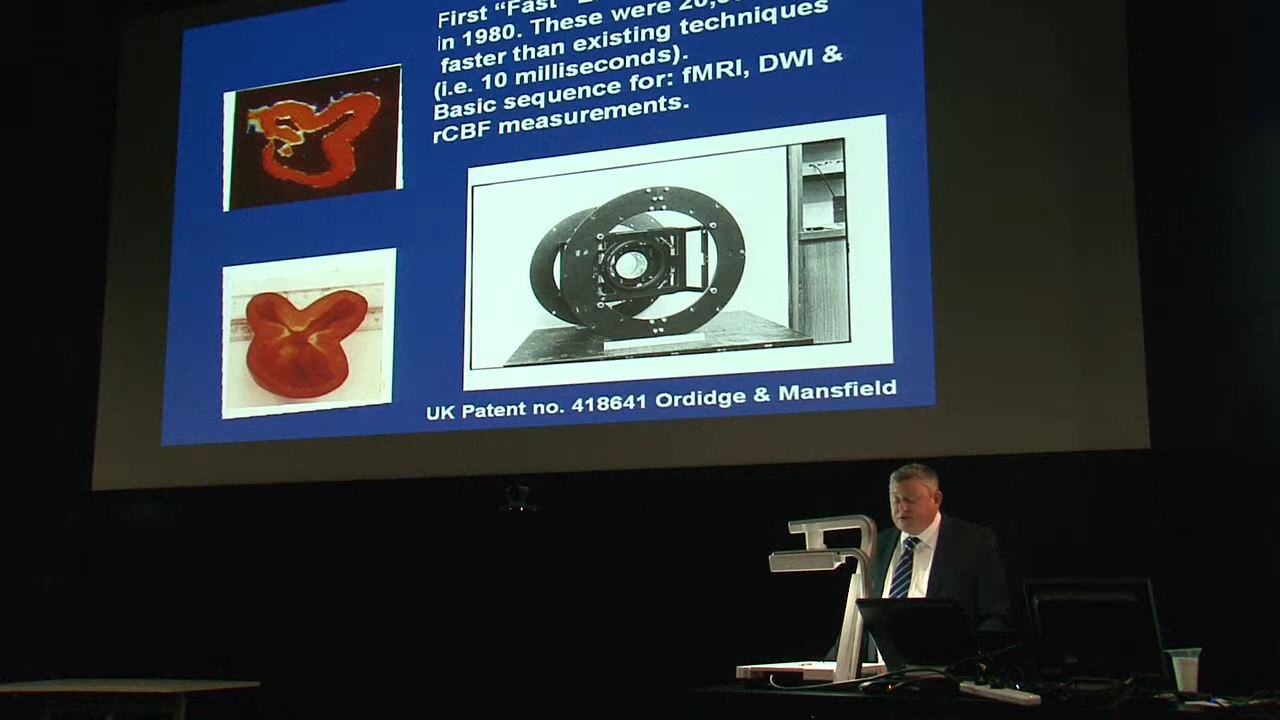 First “Fast”
in 1980. These were
faster than existing techniques
(i.e. 10 milliseconds).
Basic sequence for: fMRI, DWI &
rCBF measurements.
UK Patent no. 418641 Ordidge & Mansfield